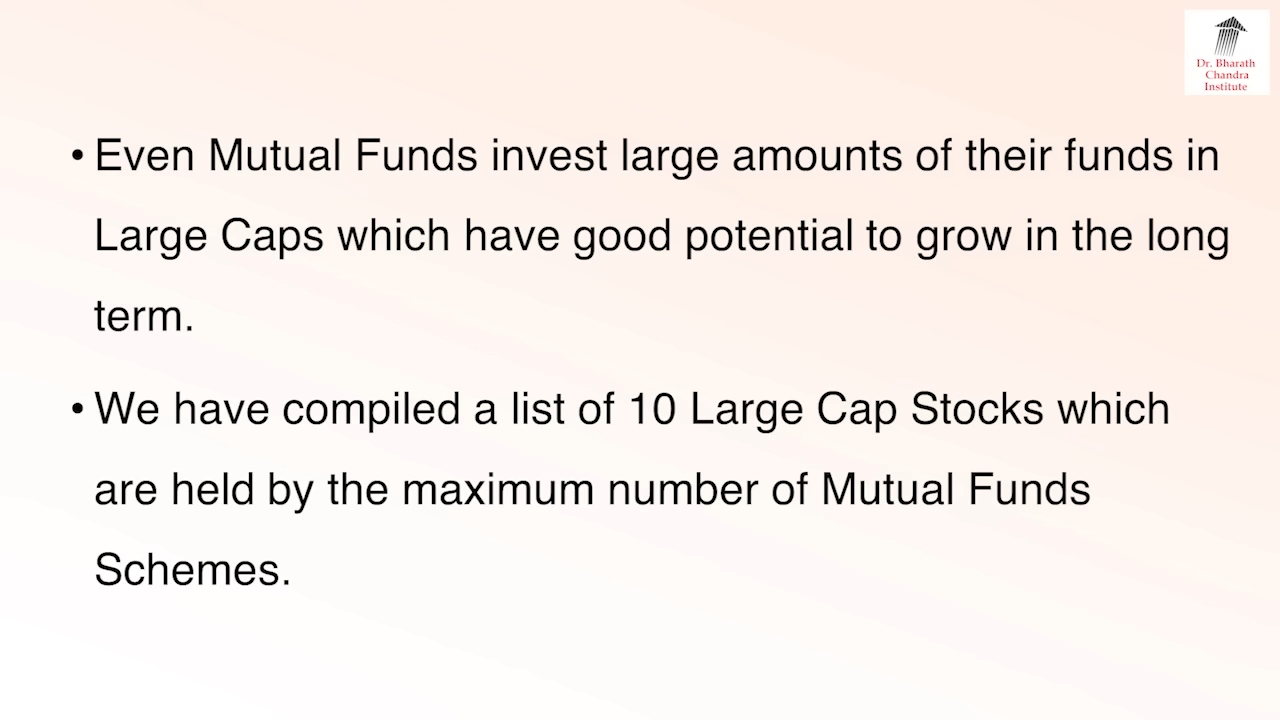 Dr. Bharath
Chandra
Institute
• Even Mutual Funds invest large amounts of their funds in
Large Caps which have good potential to grow in the long
term.
• We have compiled a list of 10 Large Cap Stocks which
are held by the maximum number of Mutual Funds
Schemes.